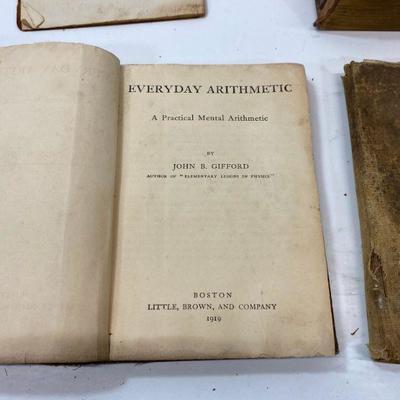 EVERYDAY ARITHMETIC
A Practical Mental Arithmetic
BY
JOHN B. GIFFORD
AUTHOR OF "ELEMENTARY LESSONS IN PHYSICS"
BOSTON
LITTLE, BROWN, AND COMPANY
1919